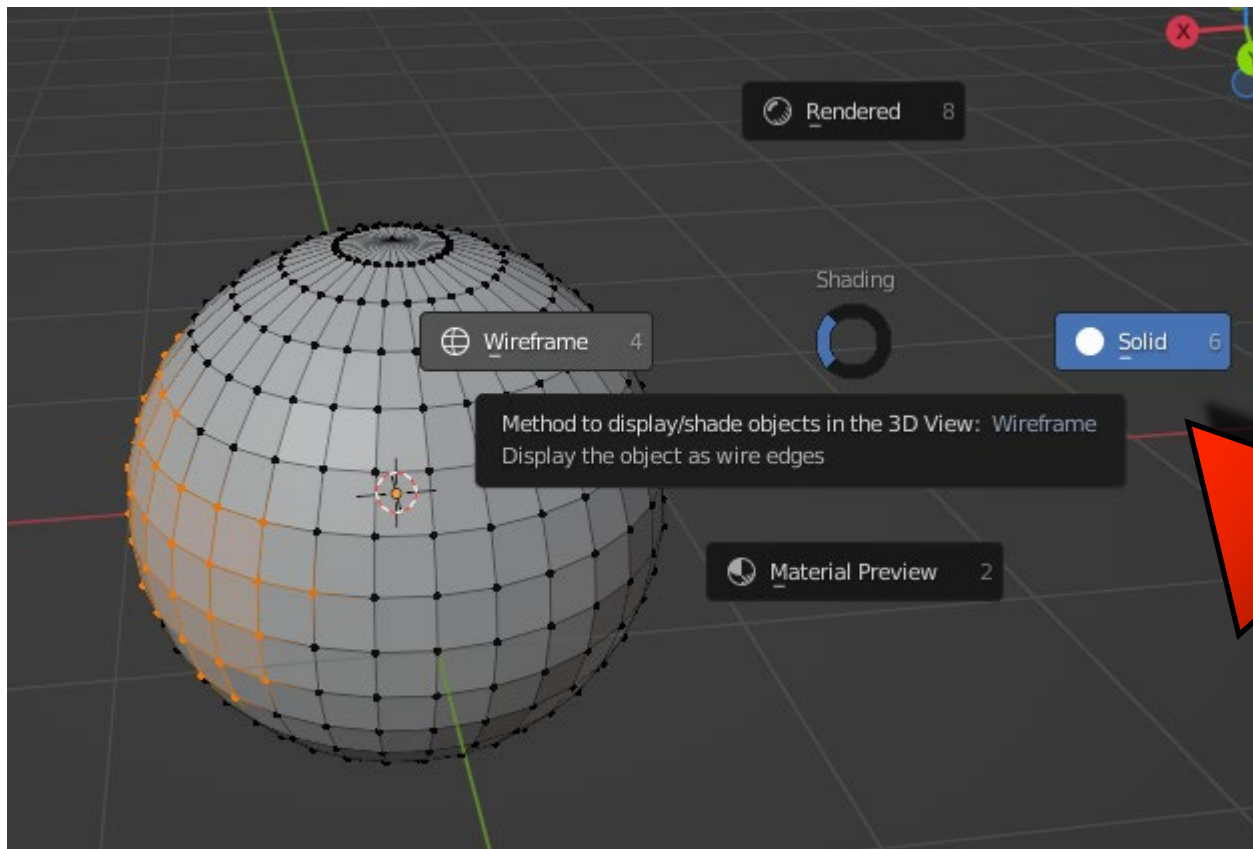 X
Rendered 8
Shading
Wireframe 4
Solid 6
Method to display/shade objects in the 3D View: Wireframe
Display the object as wire edges
Material Preview 2